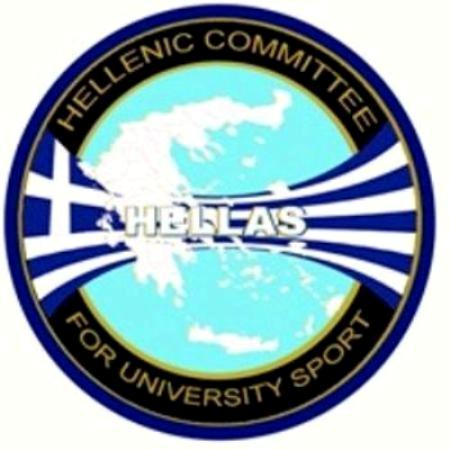 HELLENIC COMMITTEE
HELLAS
FOR UNIVERSITY SPORT